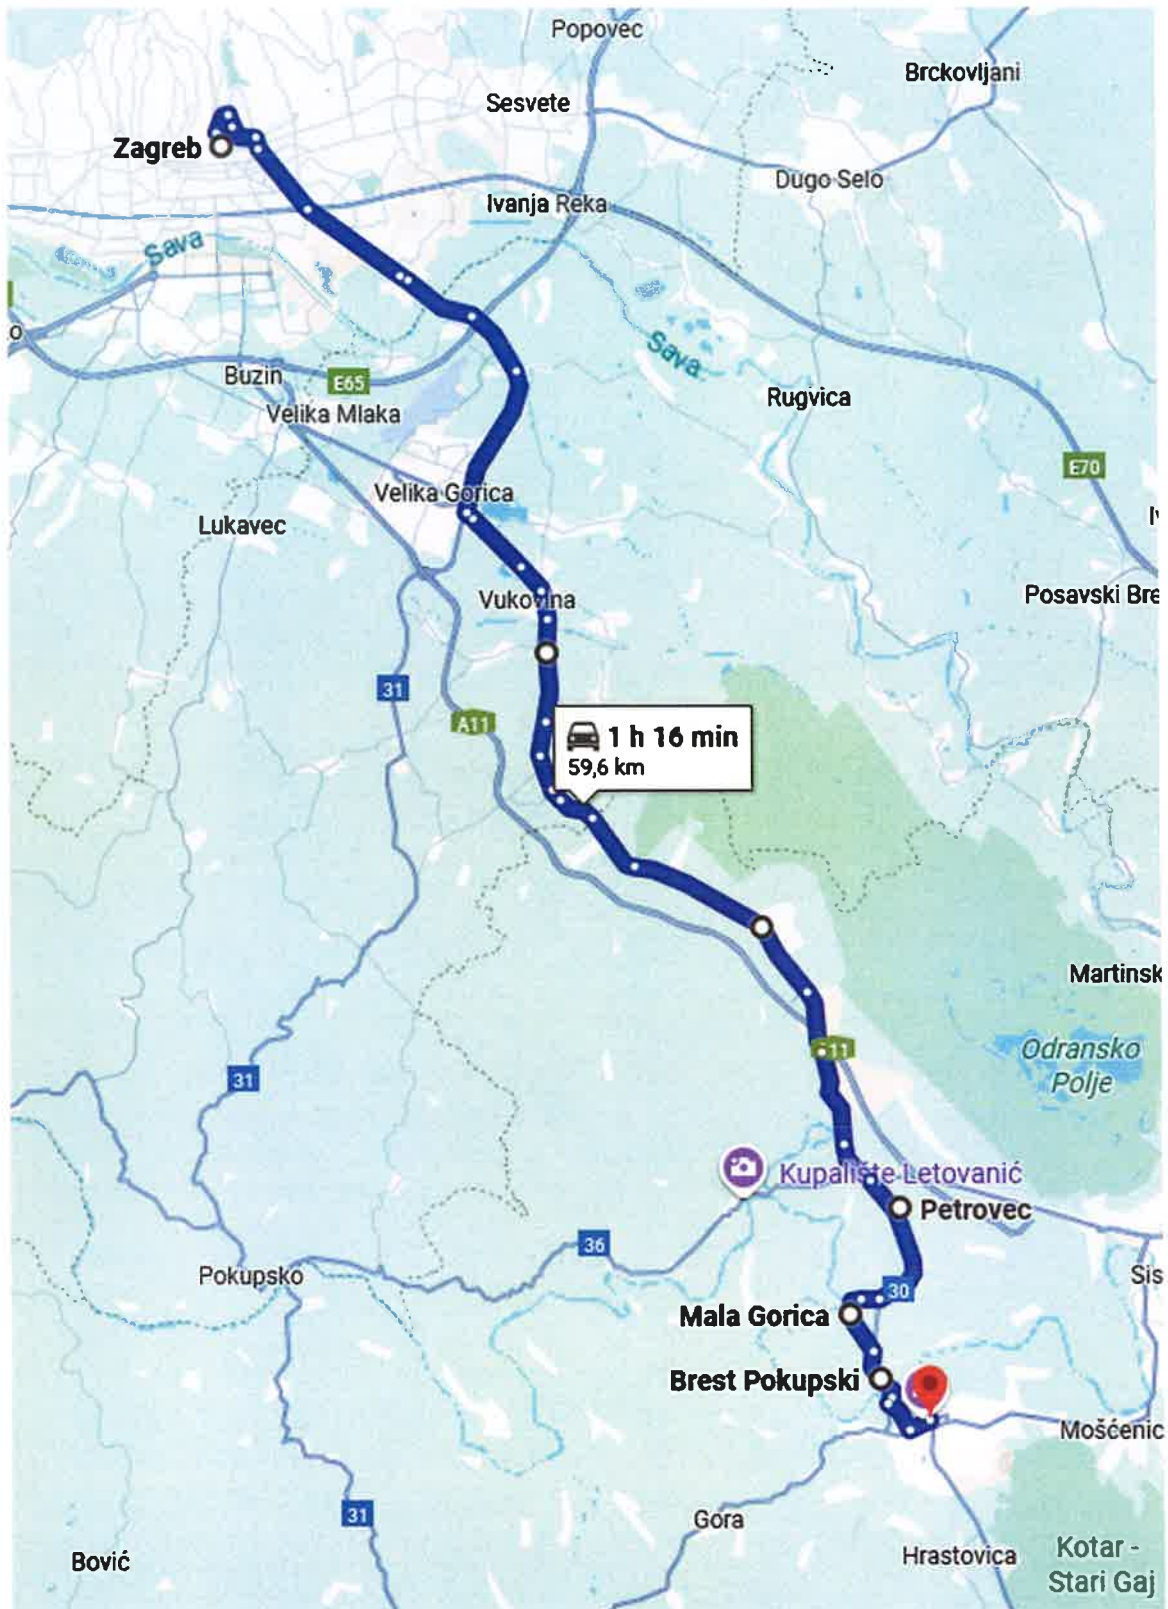 Popovec
Brckovljani
Sesvete
Zagreb
Dugo Selo
Ivanja Reka
Sava
o
Sava
Buzin
E65
Rugvica
Velika Mlaka
E70
Velika Gorica
Lukavec
Posavski Bre
Vukovina
31
A11
1 h 16 min
59,6 km
Martinsk
Odransko
Polje
11
31
Kupalište Letovanić
Petrovec
36
Pokupsko
Sis
30
Mala Gorica
Brest Pokupski
Mošćenic
31
Gora
Bović
Hrastovica
Kotar -
Stari Gaj